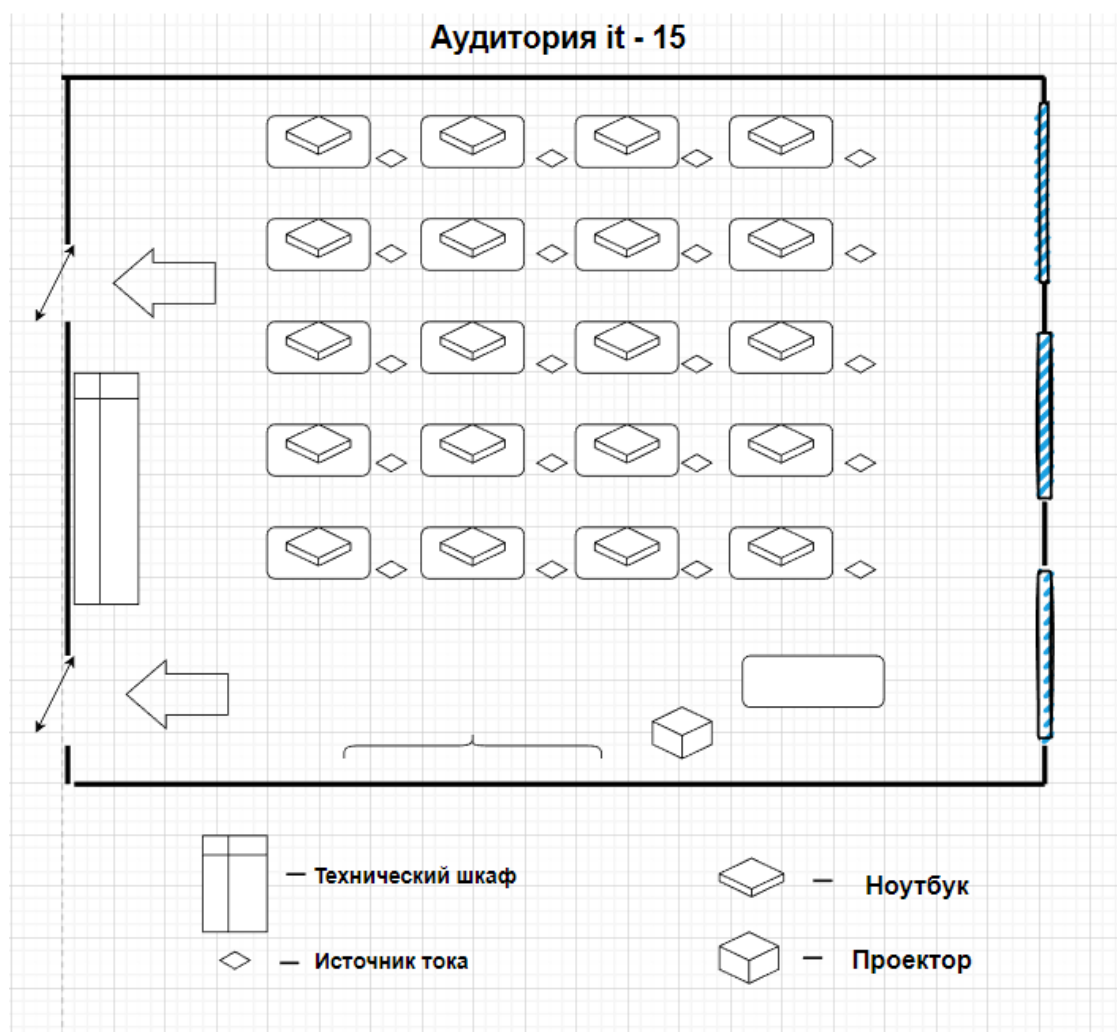 Аудитория it - 15
— Технический шкаф
— Ноутбук
— Источник тока
— Проектор